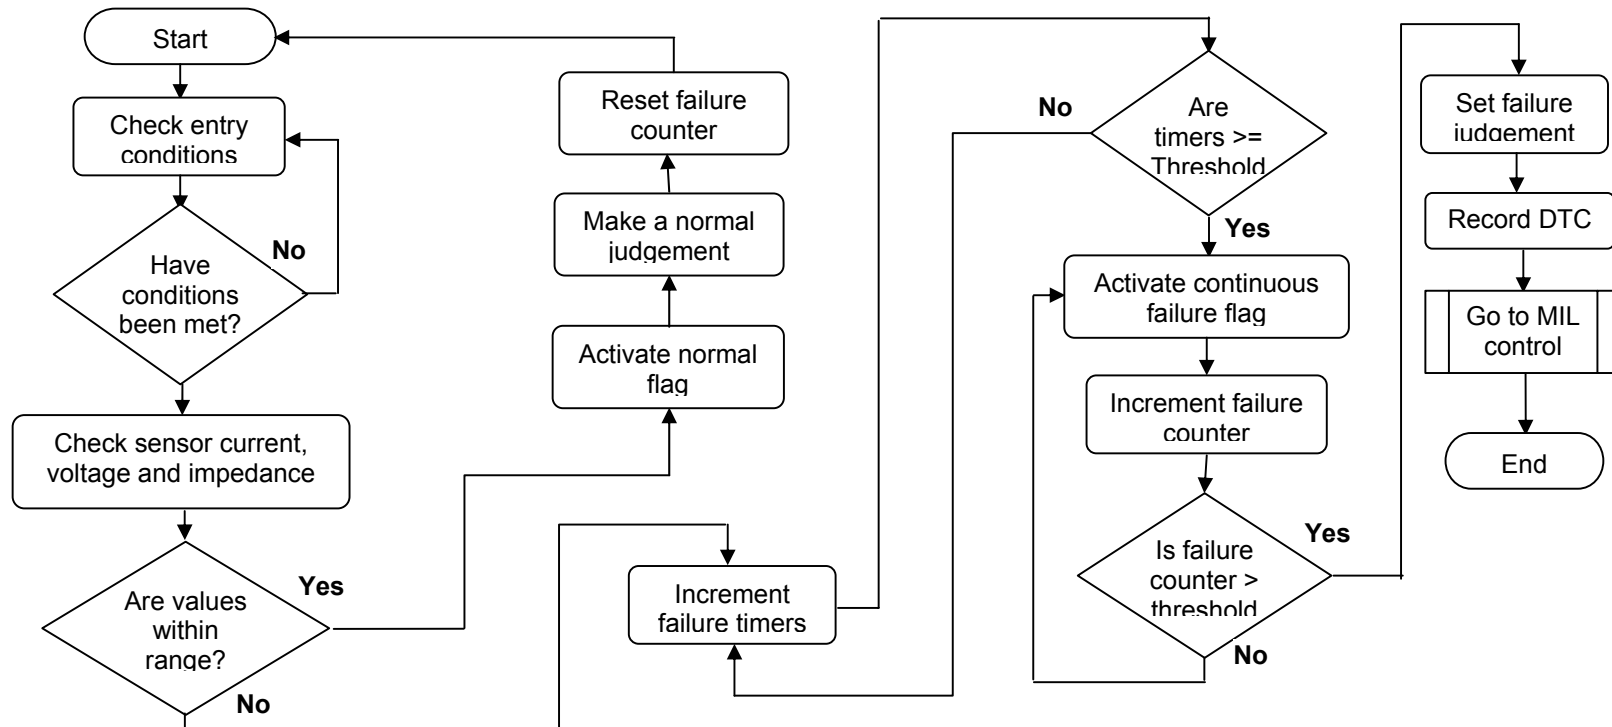 Start
Check entry
conditions
Have
conditions
been met?
No
Check sensor current,
voltage and impedance
Are values
within
range?
Yes
No
Reset failure
counter
Make a normal
judgement
Activate normal
flag
Increment
failure timers
Are
timers >=
Threshold
No
Yes
Activate continuous
failure flag
Increment failure
counter
Is failure
counter >
threshold
Yes
No
Set failure
judgement
Record DTC
Go to MIL
control
End